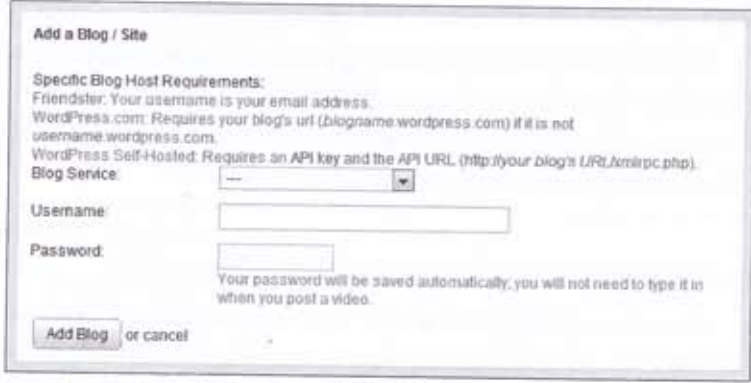 Add a Blog / Site
Specific Blog Host Requirements:
Friendster: Your username is your email address.
WordPress.com: Requires your blog's url (blogname.wordpress.com) if it is not
username.wordpress.com.
WordPress Self-Hosted: Requires an API key and the API URL (http://your blog's URL/xmlrpc.php).
Blog Service: ---
Username:
Password:
Your password will be saved automatically; you will not need to type it in
when you post a video.
Add Blog or cancel